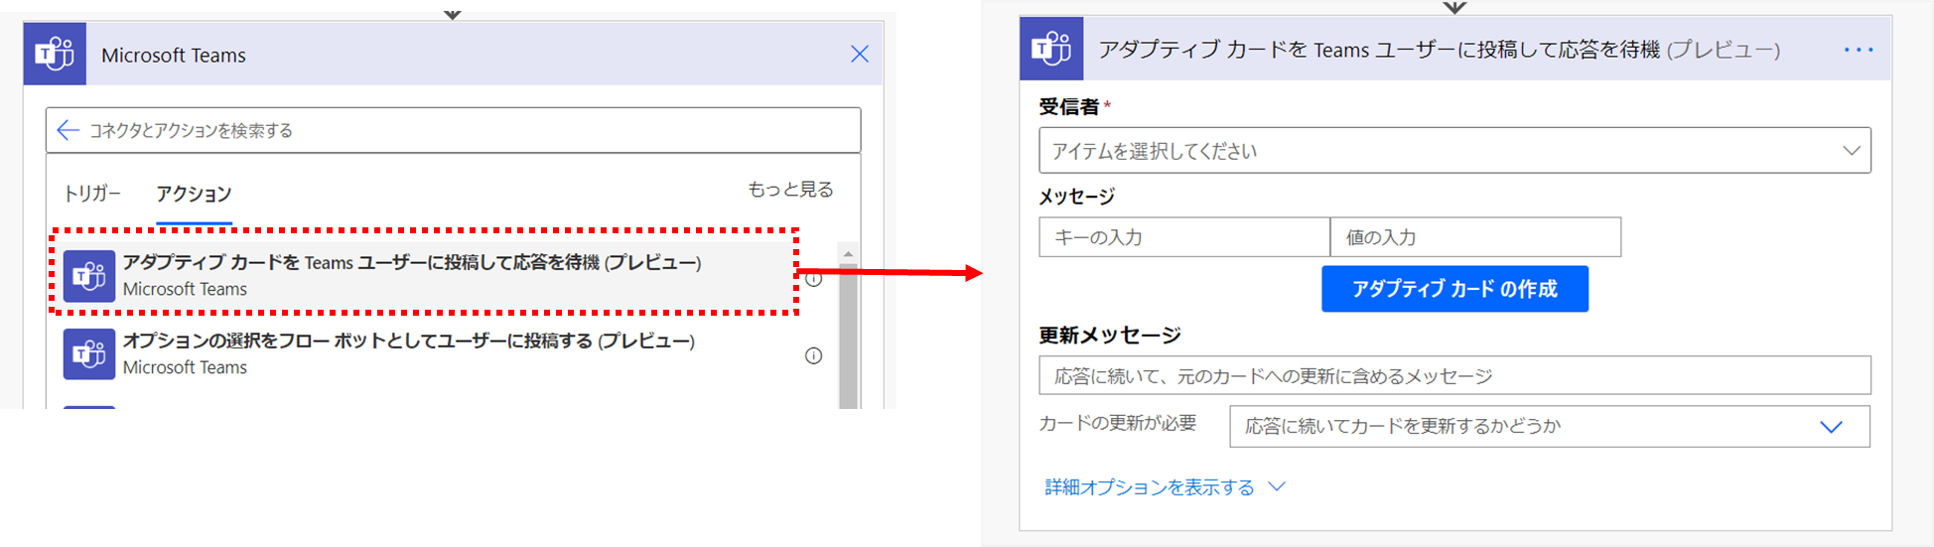 Microsoft Teams
コネクタとアクションを検索する
トリガー アクション もっと見る
アダプティブ カードを Teams ユーザーに投稿して応答を待機 (プレビュー)
Microsoft Teams
オプションの選択をフロー ボットとしてユーザーに投稿する (プレビュー)
Microsoft Teams
アダプティブ カードを Teams ユーザーに投稿して応答を待機 (プレビュー)
受信者*
アイテムを選択してください
メッセージ
キーの入力 値の入力
アダプティブ カード の作成
更新メッセージ
応答に続いて、元のカードへの更新に含めるメッセージ
カードの更新が必要 応答に続いてカードを更新するかどうか
詳細オプションを表示する